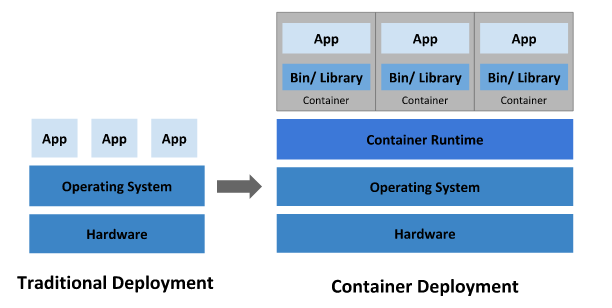 App App App
Operating System
Hardware
Traditional Deployment
App App App
Bin/ Library Bin/ Library Bin/ Library
Container Container Container
Container Runtime
Operating System
Hardware
Container Deployment